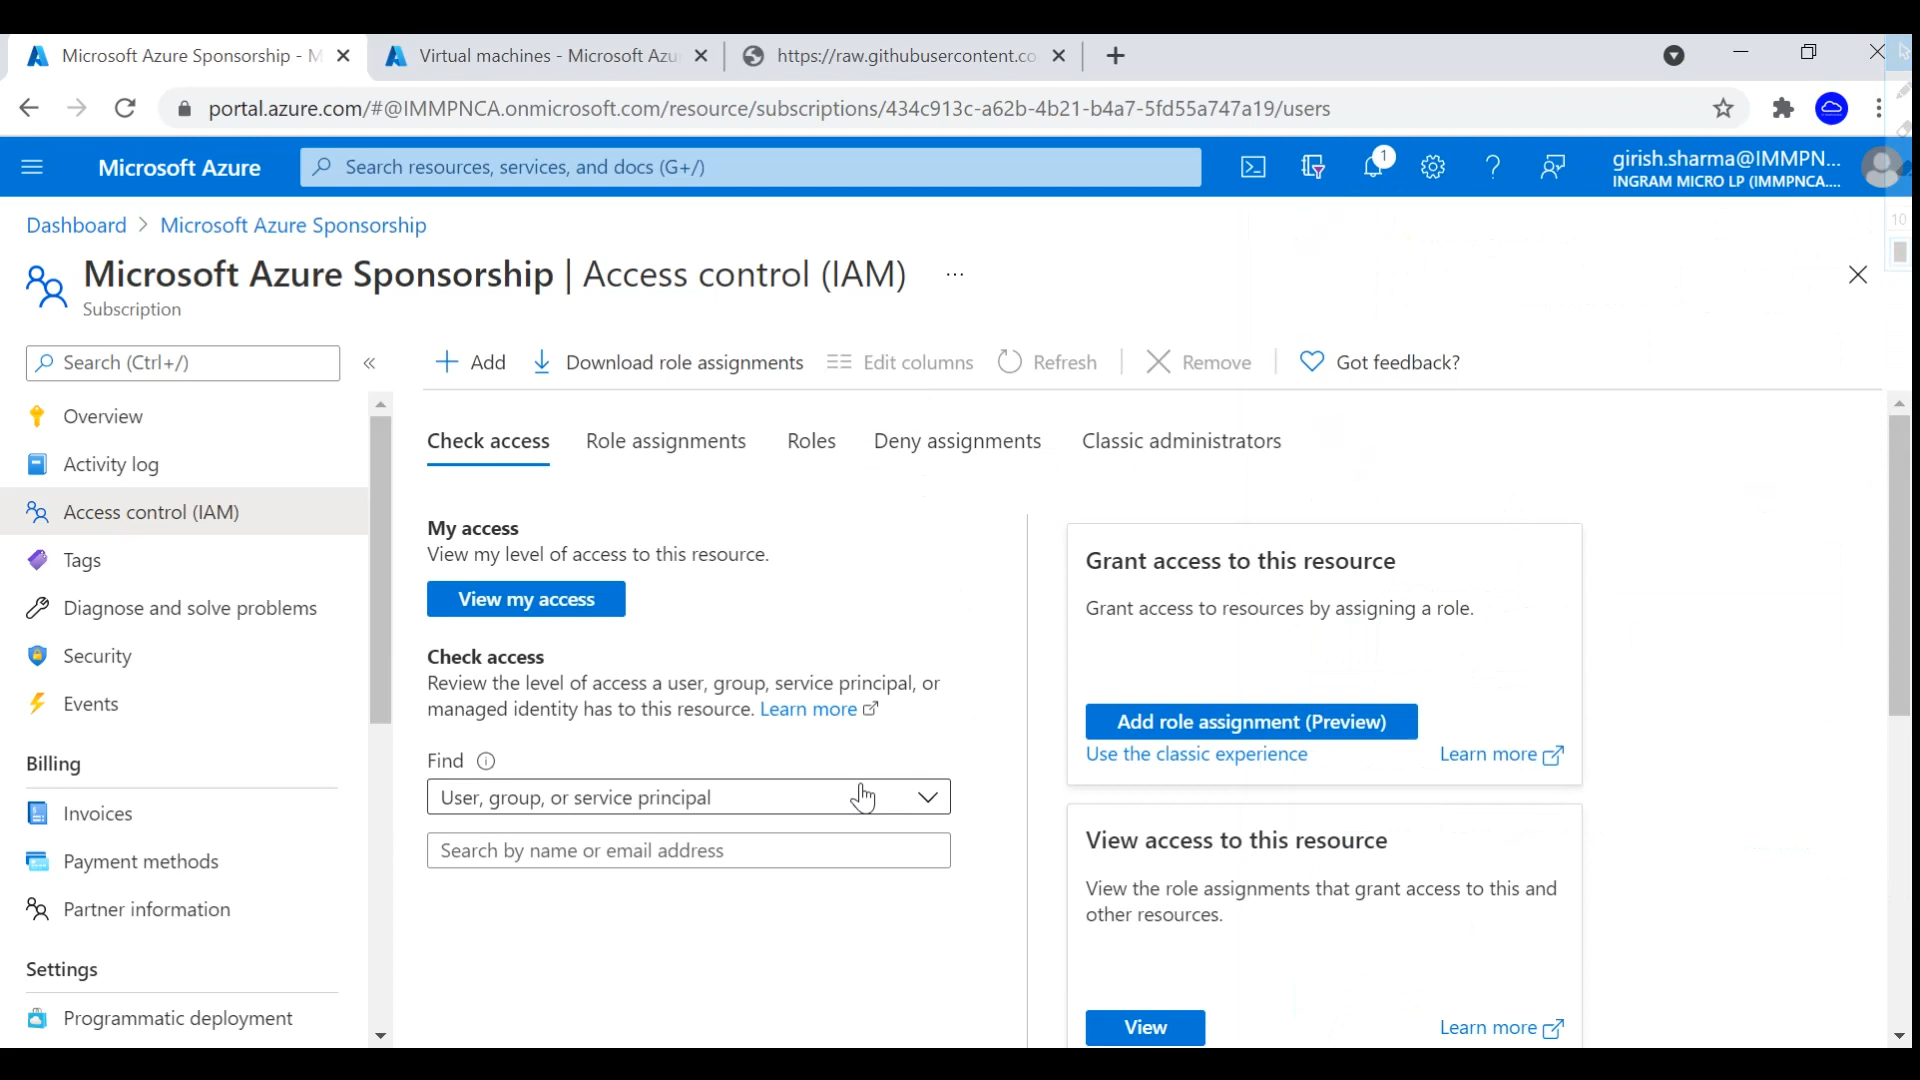 Microsoft Azure Sponsorship - M
Virtual machines - Microsoft Azu
https://raw.githubusercontent.co
portal.azure.com/#@IMMPNCA.onmicrosoft.com/resource/subscriptions/434c913c-a62b-4b21-b4a7-5fd55a747a19/users
Microsoft Azure
Search resources, services, and docs (G+/)
1
girish.sharma@IMMPN...
INGRAM MICRO LP (IMMPNCA....
10
Dashboard > Microsoft Azure Sponsorship
Microsoft Azure Sponsorship | Access control (IAM) ...
Subscription
Search (Ctrl+/)
«
Add
Download role assignments
Edit columns
Refresh
Remove
Got feedback?
Overview
Activity log
Access control (IAM)
Tags
Diagnose and solve problems
Security
Events
Billing
Invoices
Payment methods
Partner information
Settings
Programmatic deployment
Check access
Role assignments
Roles
Deny assignments
Classic administrators
My access
View my level of access to this resource.
View my access
Check access
Review the level of access a user, group, service principal, or
managed identity has to this resource. Learn more
Find
User, group, or service principal
Search by name or email address
Grant access to this resource
Grant access to resources by assigning a role.
Add role assignment (Preview)
Use the classic experience
Learn more
View access to this resource
View the role assignments that grant access to this and
other resources.
View
Learn more